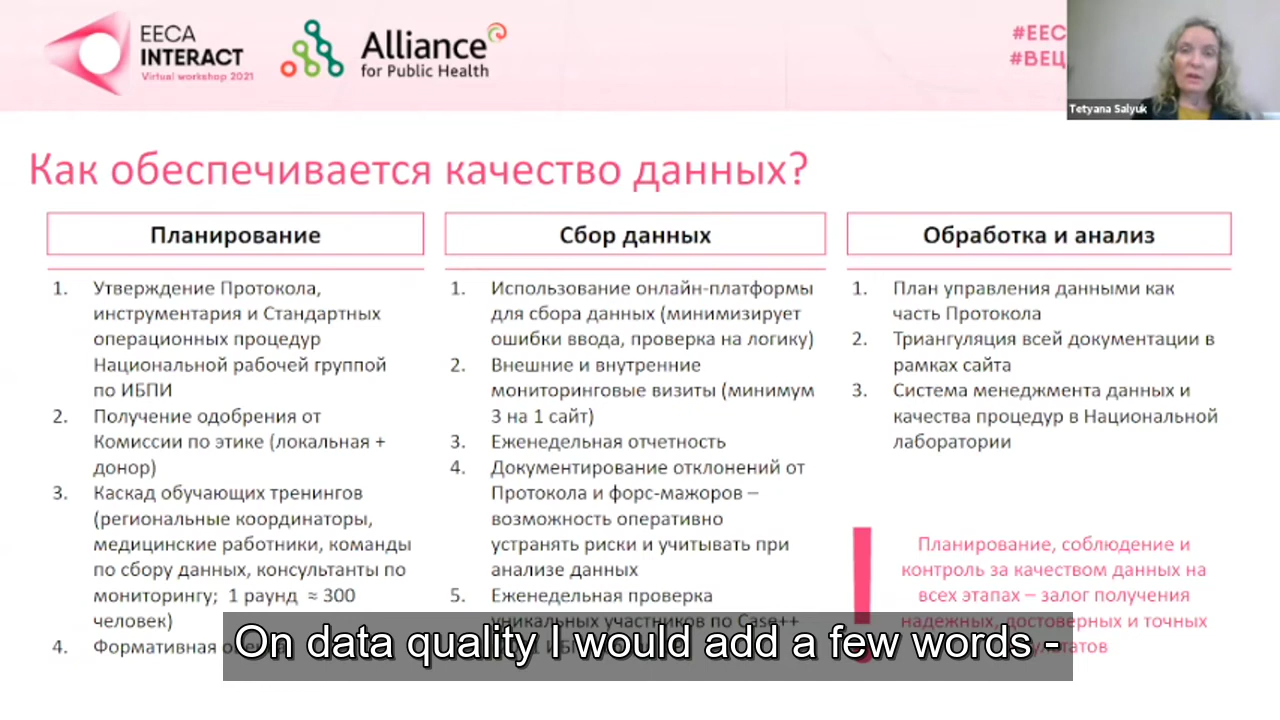 EECA
INTERACT
Virtual workshop 2021
Alliance
for Public Health
#EEC
#ВЕЦ
Tetyana Salyuk
Как обеспечивается качество данных?
Планирование
1. Утверждение Протокола,
инструментария и Стандартных
операционных процедур
Национальной рабочей группой
по ИБПИ
2. Получение одобрения от
Комиссии по этике (локальная +
донор)
3. Каскад обучающих тренингов
(региональные координаторы,
медицинские работники, команды
по сбору данных, консультанты по
мониторингу; 1 раунд ≈ 300
человек)
4. Формативная
Сбор данных
1. Использование онлайн-платформы
для сбора данных (минимизирует
ошибки ввода, проверка на логику)
2. Внешние и внутренние
мониторинговые визиты (минимум
3 на 1 сайт)
3. Еженедельная отчетность
4. Документирование отклонений от
Протокола и форс-мажоров –
возможность оперативно
устранять риски и учитывать при
анализе данных
5. Еженедельная проверка
уникальных участников по Case++
Обработка и анализ
1. План управления данными как
часть Протокола
2. Триангуляция всей документации в
рамках сайта
3. Система менеджмента данных и
качества процедур в Национальной
лаборатории
Планирование, соблюдение и
контроль за качеством данных на
всех этапах – залог получения
надежных, достоверных и точных
On data quality I would add a few words -